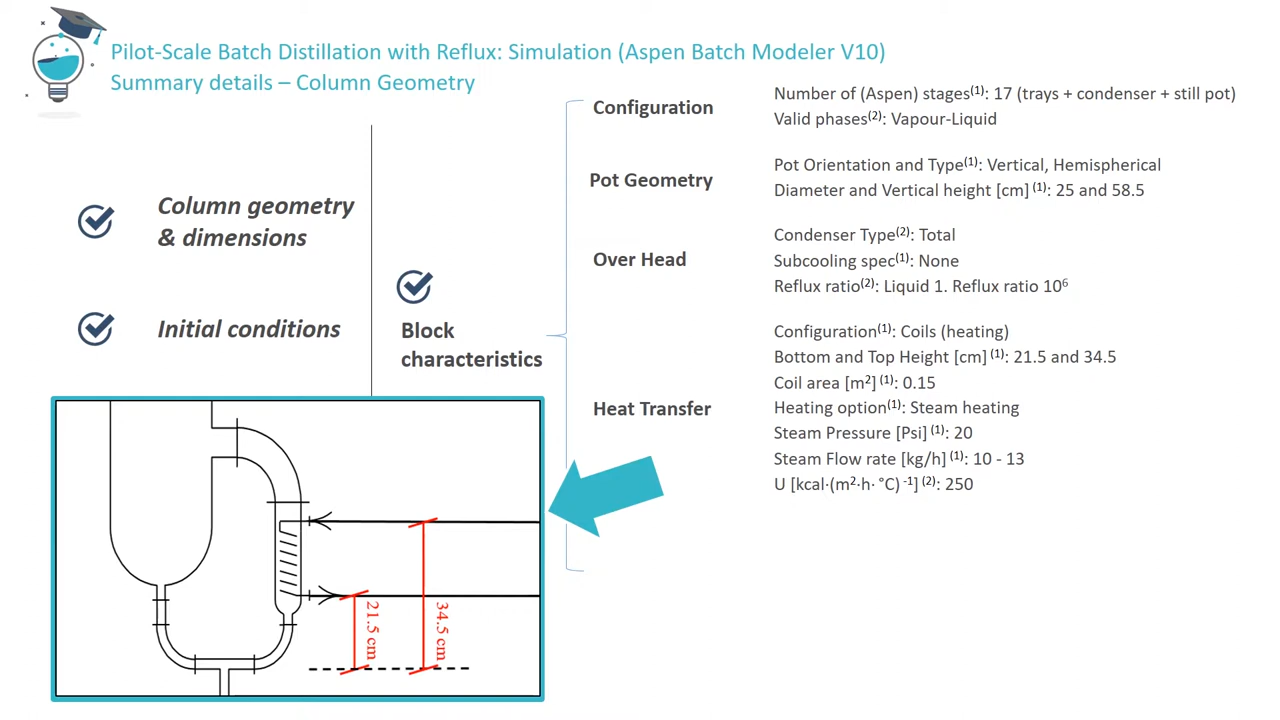 Pilot-Scale Batch Distillation with Reflux: Simulation (Aspen Batch Modeler V10)
Summary details – Column Geometry
Column geometry
& dimensions
Initial conditions
Block
characteristics
Configuration
Number of (Aspen) stages⁽¹⁾: 17 (trays + condenser + still pot)
Valid phases⁽²⁾: Vapour-Liquid
Pot Geometry
Pot Orientation and Type⁽¹⁾: Vertical, Hemispherical
Diameter and Vertical height [cm] ⁽¹⁾: 25 and 58.5
Over Head
Condenser Type⁽²⁾: Total
Subcooling spec⁽¹⁾: None
Reflux ratio⁽²⁾: Liquid 1. Reflux ratio 10⁶
Heat Transfer
Configuration⁽¹⁾: Coils (heating)
Bottom and Top Height [cm] ⁽¹⁾: 21.5 and 34.5
Coil area [m²] ⁽¹⁾: 0.15
Heating option⁽¹⁾: Steam heating
Steam Pressure [Psi] ⁽¹⁾: 20
Steam Flow rate [kg/h] ⁽¹⁾: 10 - 13
U [kcal·(m²·h· °C) ⁻¹] ⁽²⁾: 250
21.5 cm
34.5 cm